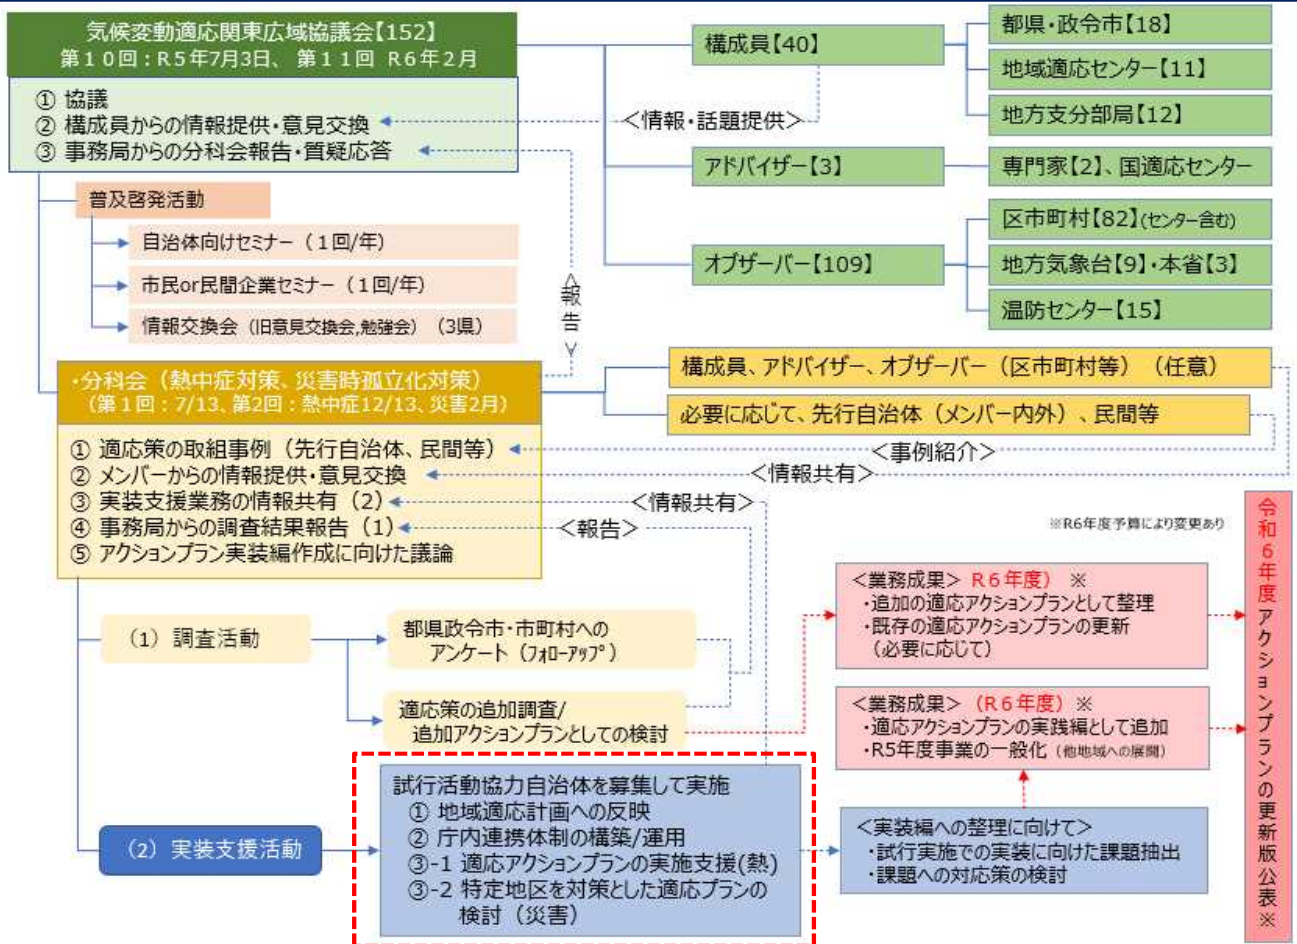 気候変動適応関東広域協議会【152】
第１０回：R５年7月3日、 第１１回 R6年２月
① 協議
② 構成員からの情報提供・意見交換
③ 事務局からの分科会報告・質疑応答
＜情報・話題提供＞
構成員【40】
都県・政令市【18】
地域適応センター【11】
地方支分部局【12】
アドバイザー【3】
専門家【2】、国適応センター
オブザーバー【109】
区市町村【82】(センター含む)
地方気象台【9】・本省【3】
温防センター【15】
普及啓発活動
自治体向けセミナー（１回/年）
市民or民間企業セミナー（１回/年）
情報交換会（旧意見交換会,勉強会）（3県）
＜報告＞
・分科会（熱中症対策、災害時孤立化対策）
（第１回：7/13、第2回：熱中症12/13、災害2月）
① 適応策の取組事例（先行自治体、民間等）
② メンバーからの情報提供・意見交換
③ 実装支援業務の情報共有（2）
④ 事務局からの調査結果報告（1）
⑤ アクションプラン実装編作成に向けた議論
構成員、アドバイザー、オブザーバー（区市町村等）（任意）
必要に応じて、先行自治体（メンバー内外）、民間等
＜事例紹介＞
＜情報共有＞
＜情報共有＞
＜報告＞
※R6年度予算により変更あり
（1）調査活動
都県政令市・市町村への
アンケート（ﾌｫﾛｰｱｯﾌﾟ）
適応策の追加調査/
追加アクションプランとしての検討
（2）実装支援活動
試行活動協力自治体を募集して実施
① 地域適応計画への反映
② 庁内連携体制の構築/運用
③-1 適応アクションプランの実施支援(熱)
③-2 特定地区を対策とした適応プランの
検討（災害）
＜業務成果＞ R６年度） ※
・追加の適応アクションプランとして整理
・既存の適応アクションプランの更新
（必要に応じて）
＜業務成果＞（R６年度）※
・適応アクションプランの実践編として追加
・R5年度事業の一般化（他地域への展開）
＜実装編への整理に向けて＞
・試行実施での実装に向けた課題抽出
・課題への対応策の検討
令和６年度アクションプランの更新版公表※